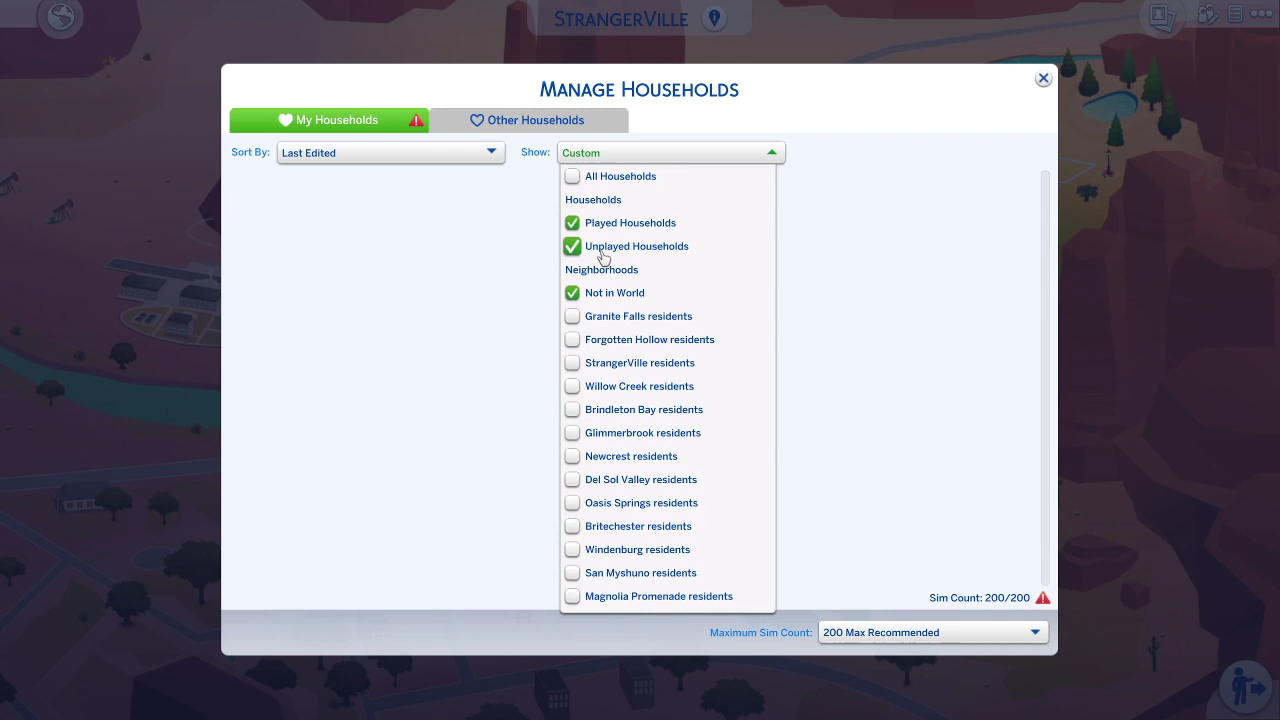 StrangerVille
Manage Households
My Households
Other Households
Sort By: Last Edited
Show: Custom
All Households
Households
Played Households
Unplayed Households
Neighborhoods
Not in World
Granite Falls residents
Forgotten Hollow residents
StrangerVille residents
Willow Creek residents
Brindleton Bay residents
Glimmerbrook residents
Newcrest residents
Del Sol Valley residents
Oasis Springs residents
Britechester residents
Windenburg residents
San Myshuno residents
Magnolia Promenade residents
Sim Count: 200/200
Maximum Sim Count: 200 Max Recommended